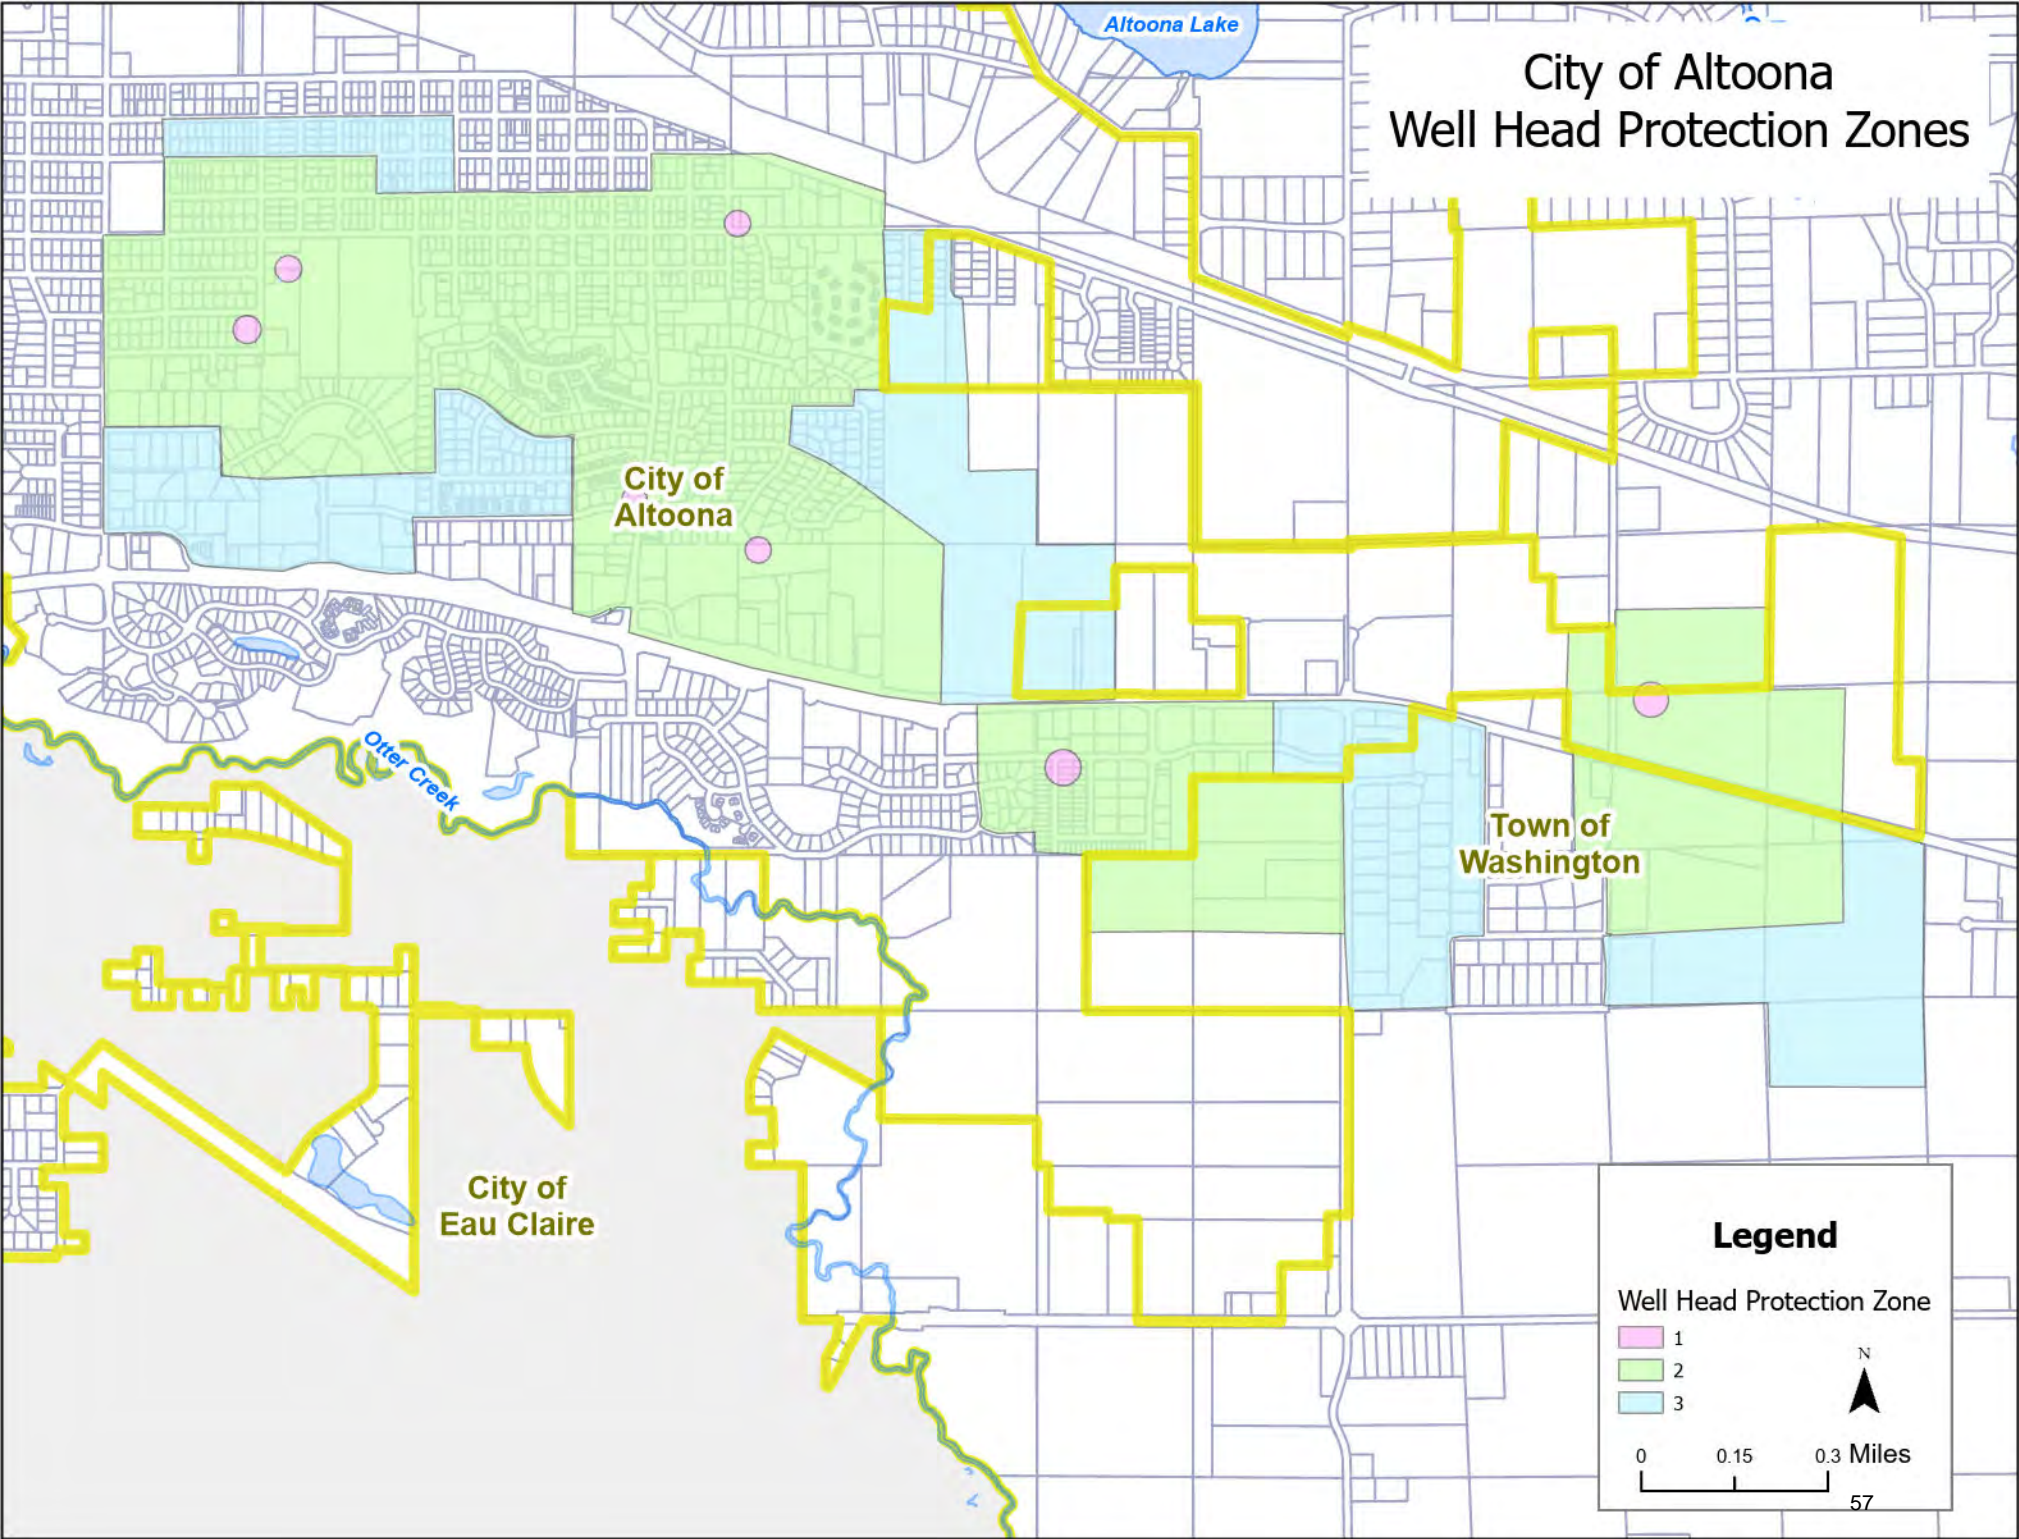 Altoona Lake
City of Altoona
Well Head Protection Zones
City of
Altoona
Otter Creek
Town of
Washington
City of
Eau Claire
Legend
Well Head Protection Zone
1
2
3
N
0 0.15 0.3 Miles
57